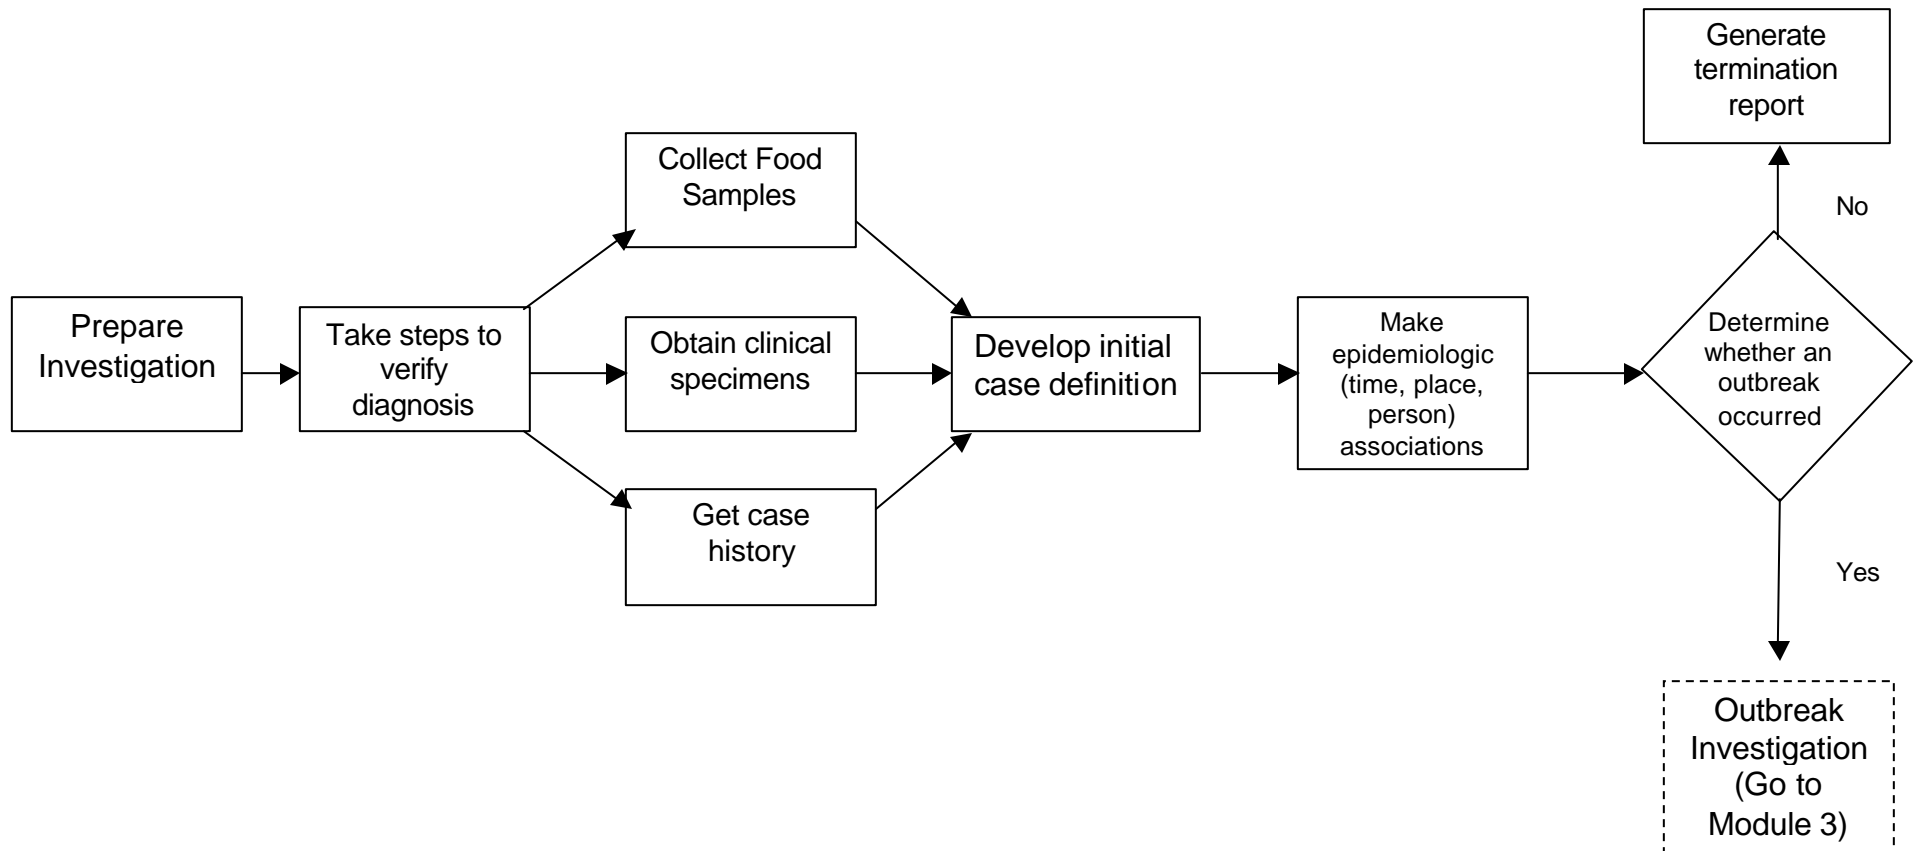 Prepare
Investigation
Take steps to
verify
diagnosis
Collect Food
Samples
Obtain clinical
specimens
Get case
history
Develop initial
case definition
Make
epidemiologic
(time, place,
person)
associations
Determine
whether an
outbreak
occurred
No
Generate
termination
report
Yes
Outbreak
Investigation
(Go to
Module 3)